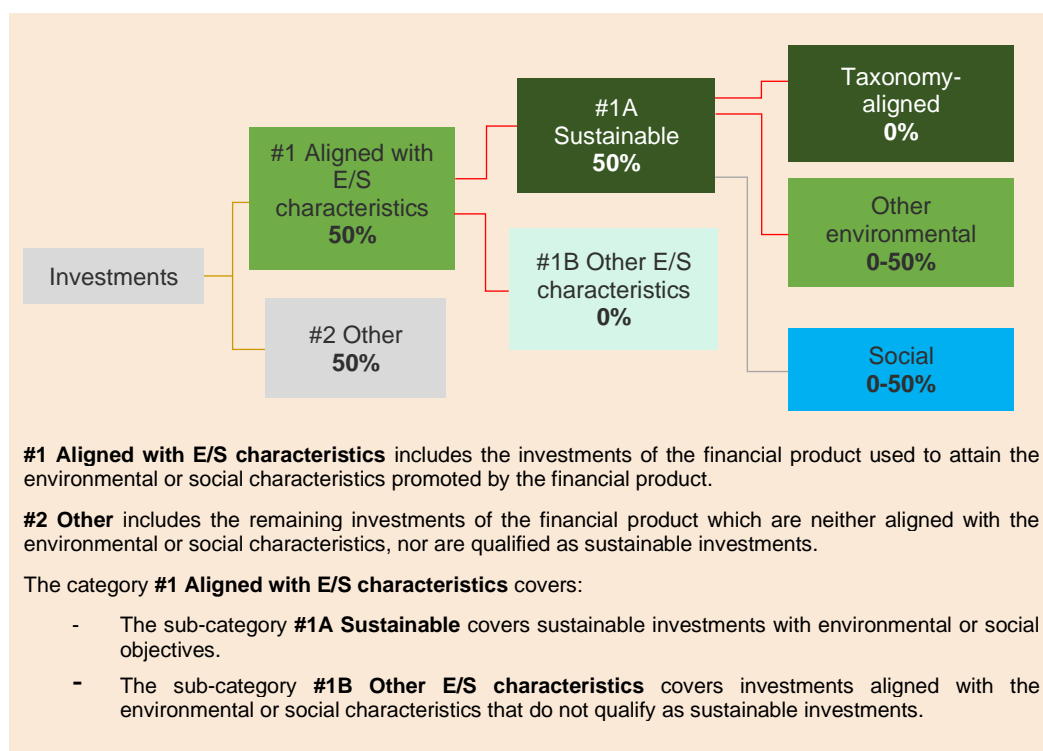 Investments
#1 Aligned with
E/S
characteristics
50%
#2 Other
50%
#1A
Sustainable
50%
#1B Other E/S
characteristics
0%
Taxonomy-
aligned
0%
Other
environmental
0-50%
Social
0-50%
#1 Aligned with E/S characteristics includes the investments of the financial product used to attain the
environmental or social characteristics promoted by the financial product.
#2 Other includes the remaining investments of the financial product which are neither aligned with the
environmental or social characteristics, nor are qualified as sustainable investments.
The category #1 Aligned with E/S characteristics covers:
- The sub-category #1A Sustainable covers sustainable investments with environmental or social
objectives.
- The sub-category #1B Other E/S characteristics covers investments aligned with the
environmental or social characteristics that do not qualify as sustainable investments.